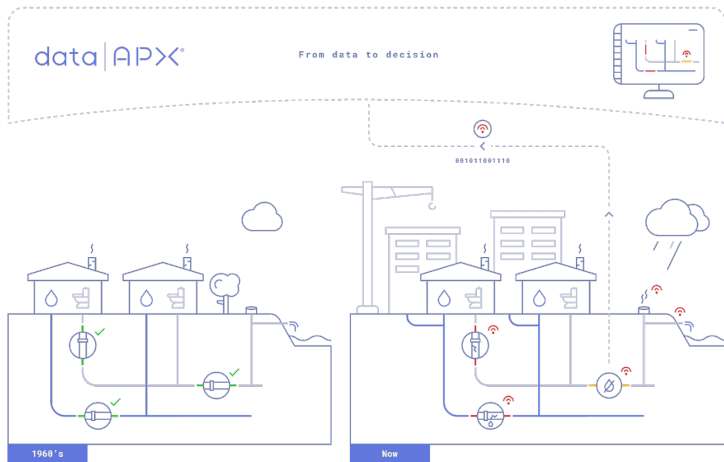 data|APX®
From data to decision
001011001110
1960's
Now